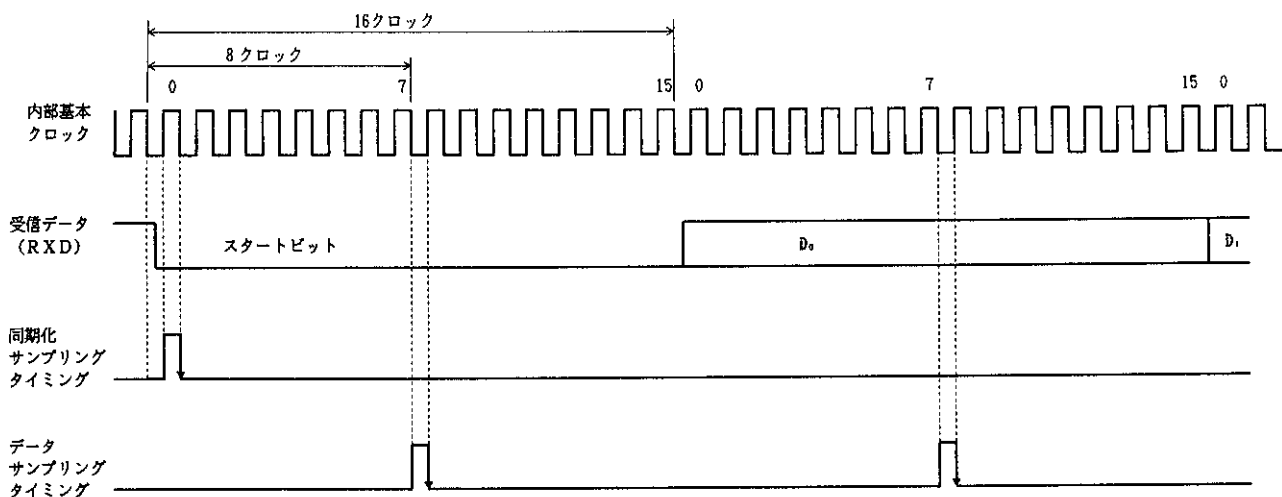 16クロック
8クロック
0 7 15 0 7 15 0
内部基本
クロック
受信データ
(RXD)
スタートビット
D₀
D₁
同期化
サンプリング
タイミング
データ
サンプリング
タイミング